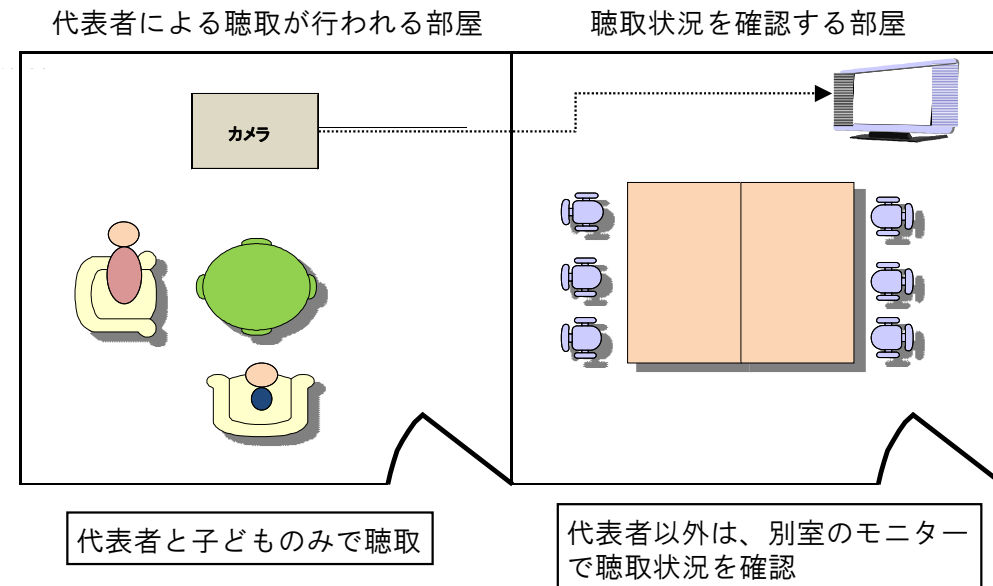 代表者による聴取が行われる部屋
聴取状況を確認する部屋
カメラ
代表者と子どものみで聴取
代表者以外は、別室のモニター
で聴取状況を確認